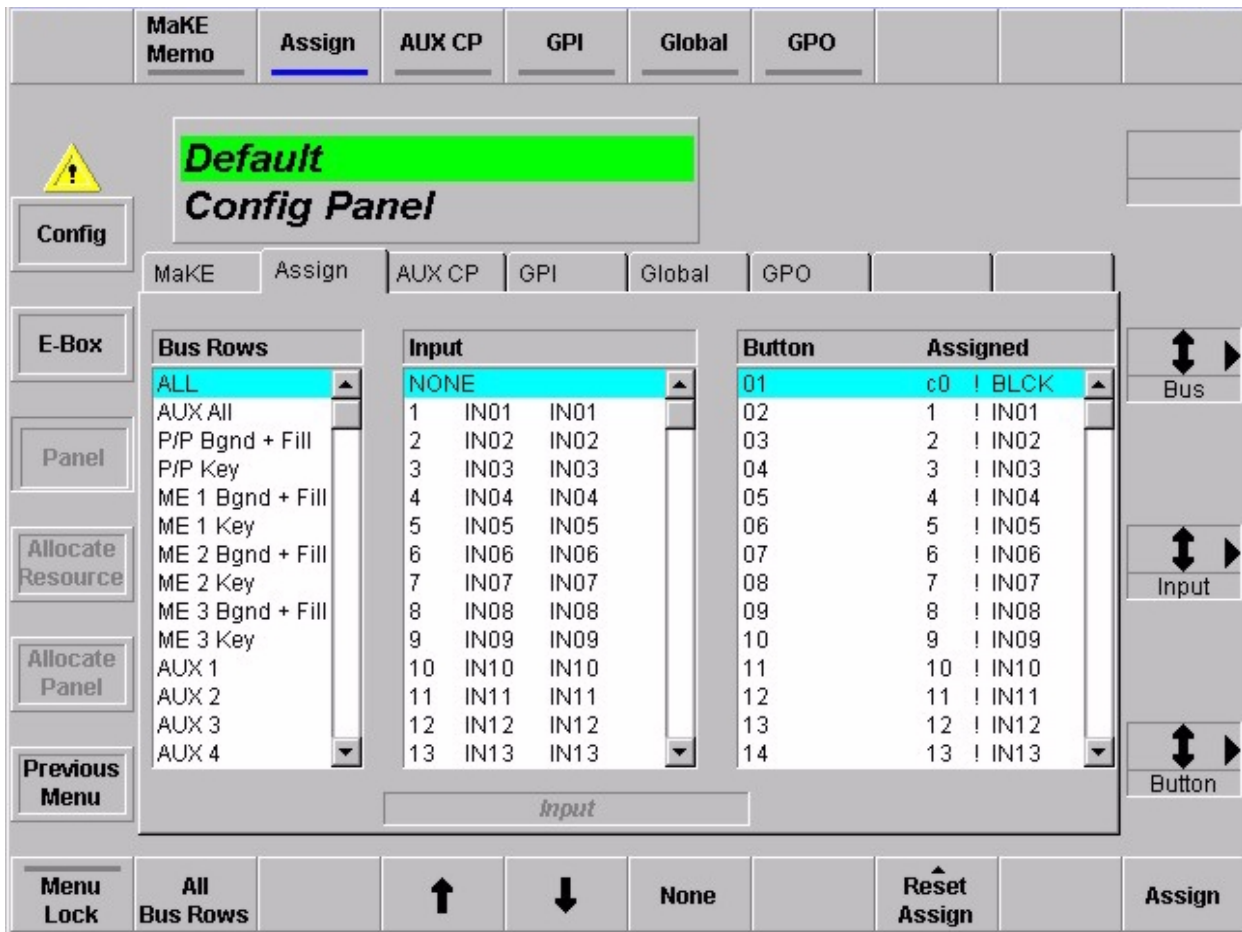 MaKE Memo
Assign
AUX CP
GPI
Global
GPO
Default
Config Panel
Config
E-Box
Panel
Allocate Resource
Allocate Panel
Previous Menu
MaKE Assign AUX CP GPI Global GPO
Bus Rows
ALL
AUX All
P/P Bgnd + Fill
P/P Key
ME 1 Bgnd + Fill
ME 1 Key
ME 2 Bgnd + Fill
ME 2 Key
ME 3 Bgnd + Fill
ME 3 Key
AUX 1
AUX 2
AUX 3
AUX 4
Input
NONE
1 IN01 IN01
2 IN02 IN02
3 IN03 IN03
4 IN04 IN04
5 IN05 IN05
6 IN06 IN06
7 IN07 IN07
8 IN08 IN08
9 IN09 IN09
10 IN10 IN10
11 IN11 IN11
12 IN12 IN12
13 IN13 IN13
Button Assigned
01 c0 ! BLCK
02 1 ! IN01
03 2 ! IN02
04 3 ! IN03
05 4 ! IN04
06 5 ! IN05
07 6 ! IN06
08 7 ! IN07
09 8 ! IN08
10 9 ! IN09
11 10 ! IN10
12 11 ! IN11
13 12 ! IN12
14 13 ! IN13
Input
Bus
Input
Button
Menu Lock
All Bus Rows
None
Reset Assign
Assign